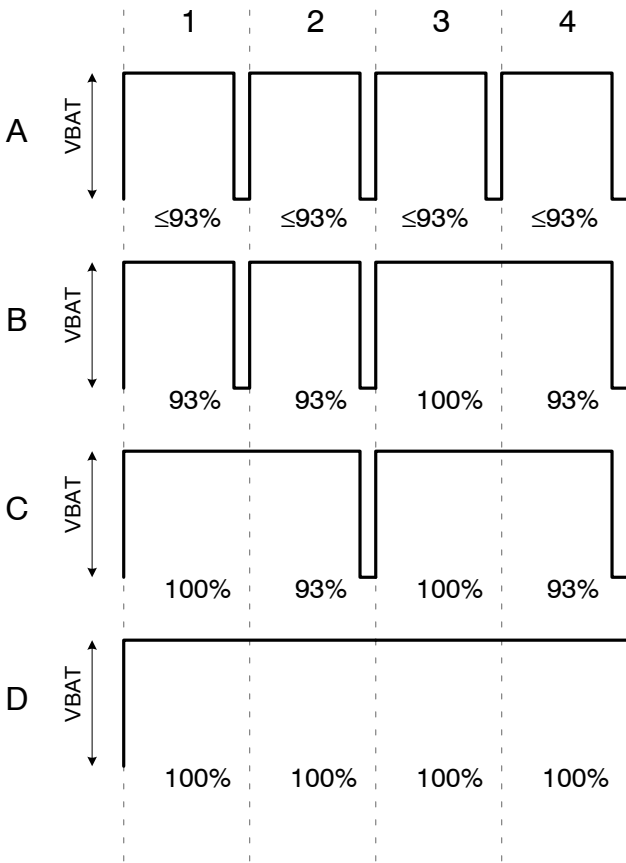 1 2 3 4
A
VBAT
≤93% ≤93% ≤93% ≤93%
B
VBAT
93% 93% 100% 93%
C
VBAT
100% 93% 100% 93%
D
VBAT
100% 100% 100% 100%